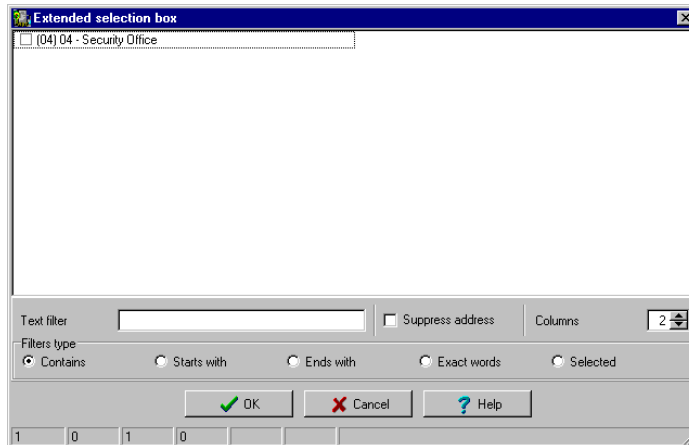 Extended selection box
(04) 04 - Security Office
Text filter Suppress address Columns 2
Filters type
Contains Starts with Ends with Exact words Selected
OK Cancel Help
1 0 1 0